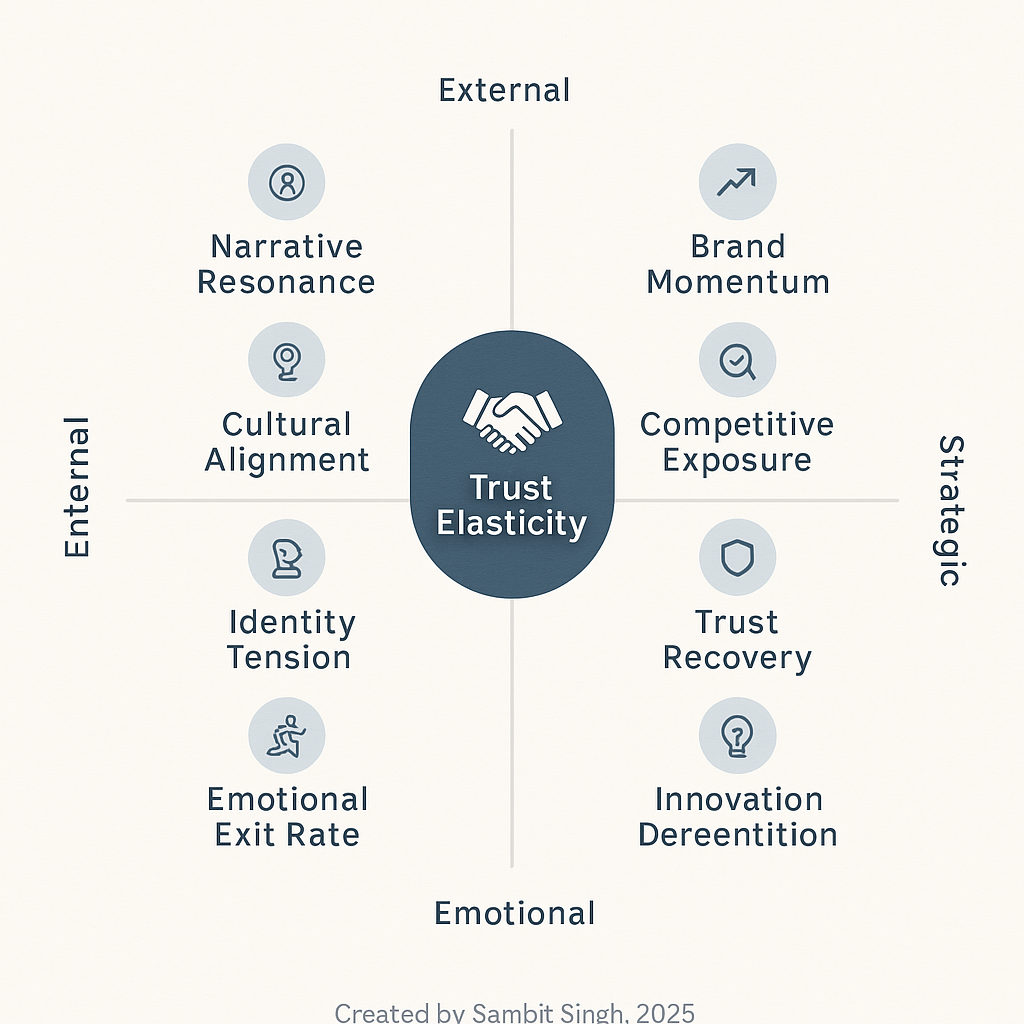 External
Narrative
Resonance
Brand
Momentum
Cultural
Alignment
Competitive
Exposure
Enternal
Trust
Elasticity
Strategic
Identity
Tension
Trust
Recovery
Emotional
Exit Rate
Innovation
Dereentition
Emotional
Created by Sambit Singh, 2025